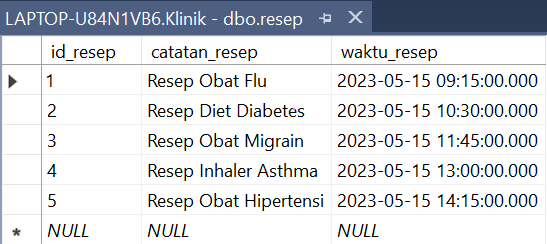 LAPTOP-U84N1VB6.Klinik - dbo.resep
id_resep catatan_resep waktu_resep
1 Resep Obat Flu 2023-05-15 09:15:00.000
2 Resep Diet Diabetes 2023-05-15 10:30:00.000
3 Resep Obat Migrain 2023-05-15 11:45:00.000
4 Resep Inhaler Asthma 2023-05-15 13:00:00.000
5 Resep Obat Hipertensi 2023-05-15 14:15:00.000
NULL NULL NULL